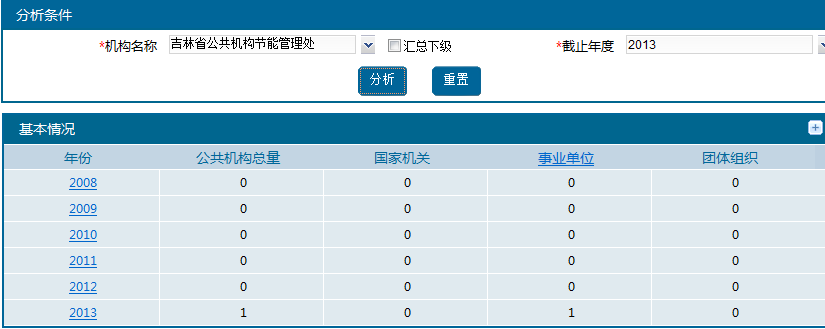 分析条件
*机构名称 吉林省公共机构节能管理处 汇总下级 *截止年度 2013
分析 重置
基本情况
年份 公共机构总量 国家机关 事业单位 团体组织
2008 0 0 0 0
2009 0 0 0 0
2010 0 0 0 0
2011 0 0 0 0
2012 0 0 0 0
2013 1 0 1 0